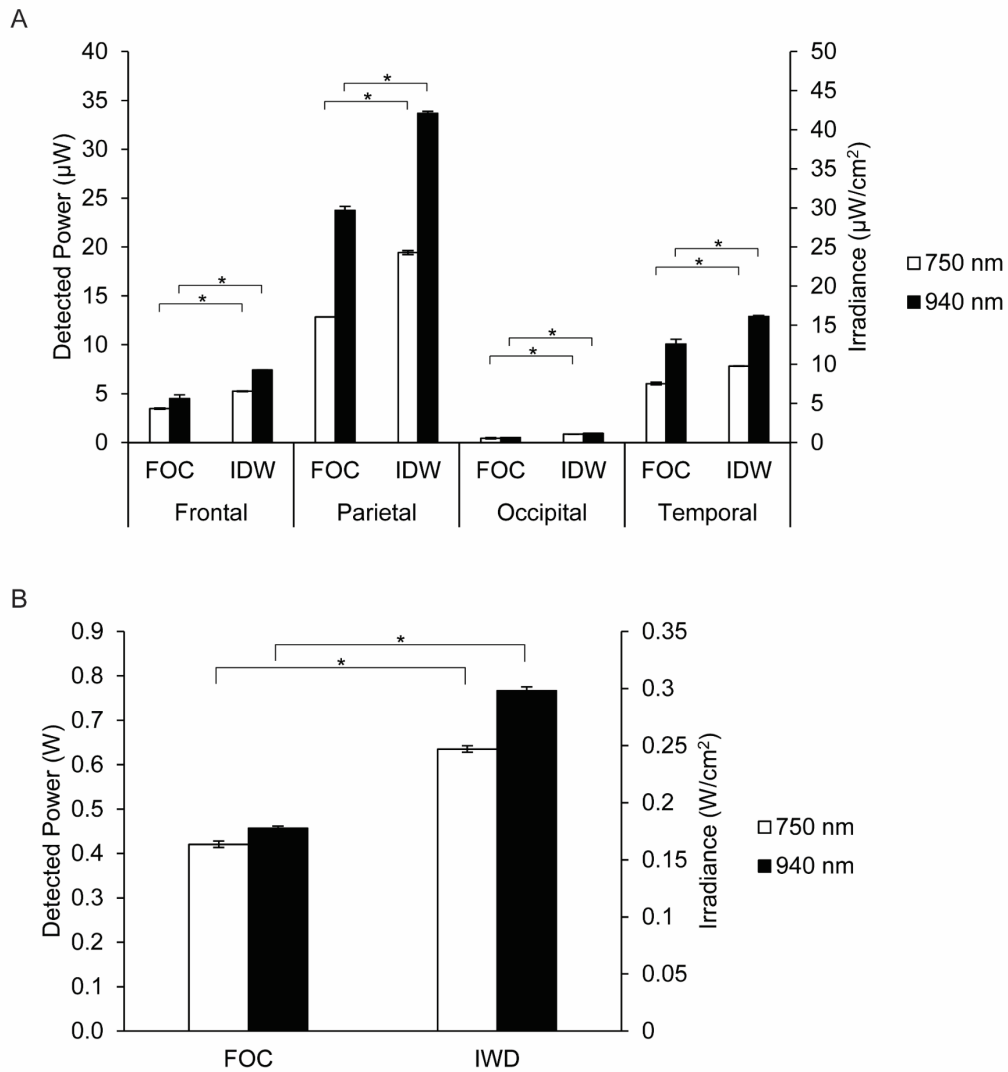 A
Detected Power (µW)
40
35
30
25
20
15
10
5
0
Irradiance (µW/cm²)
50
45
40
35
30
25
20
15
10
5
0
* * * * * * * *
750 nm
940 nm
FOC IDW FOC IDW FOC IDW FOC IDW
Frontal Parietal Occipital Temporal
B
Detected Power (W)
0.9
0.8
0.7
0.6
0.5
0.4
0.3
0.2
0.1
0.0
Irradiance (W/cm²)
0.35
0.3
0.25
0.2
0.15
0.1
0.05
0
* *
750 nm
940 nm
FOC IWD